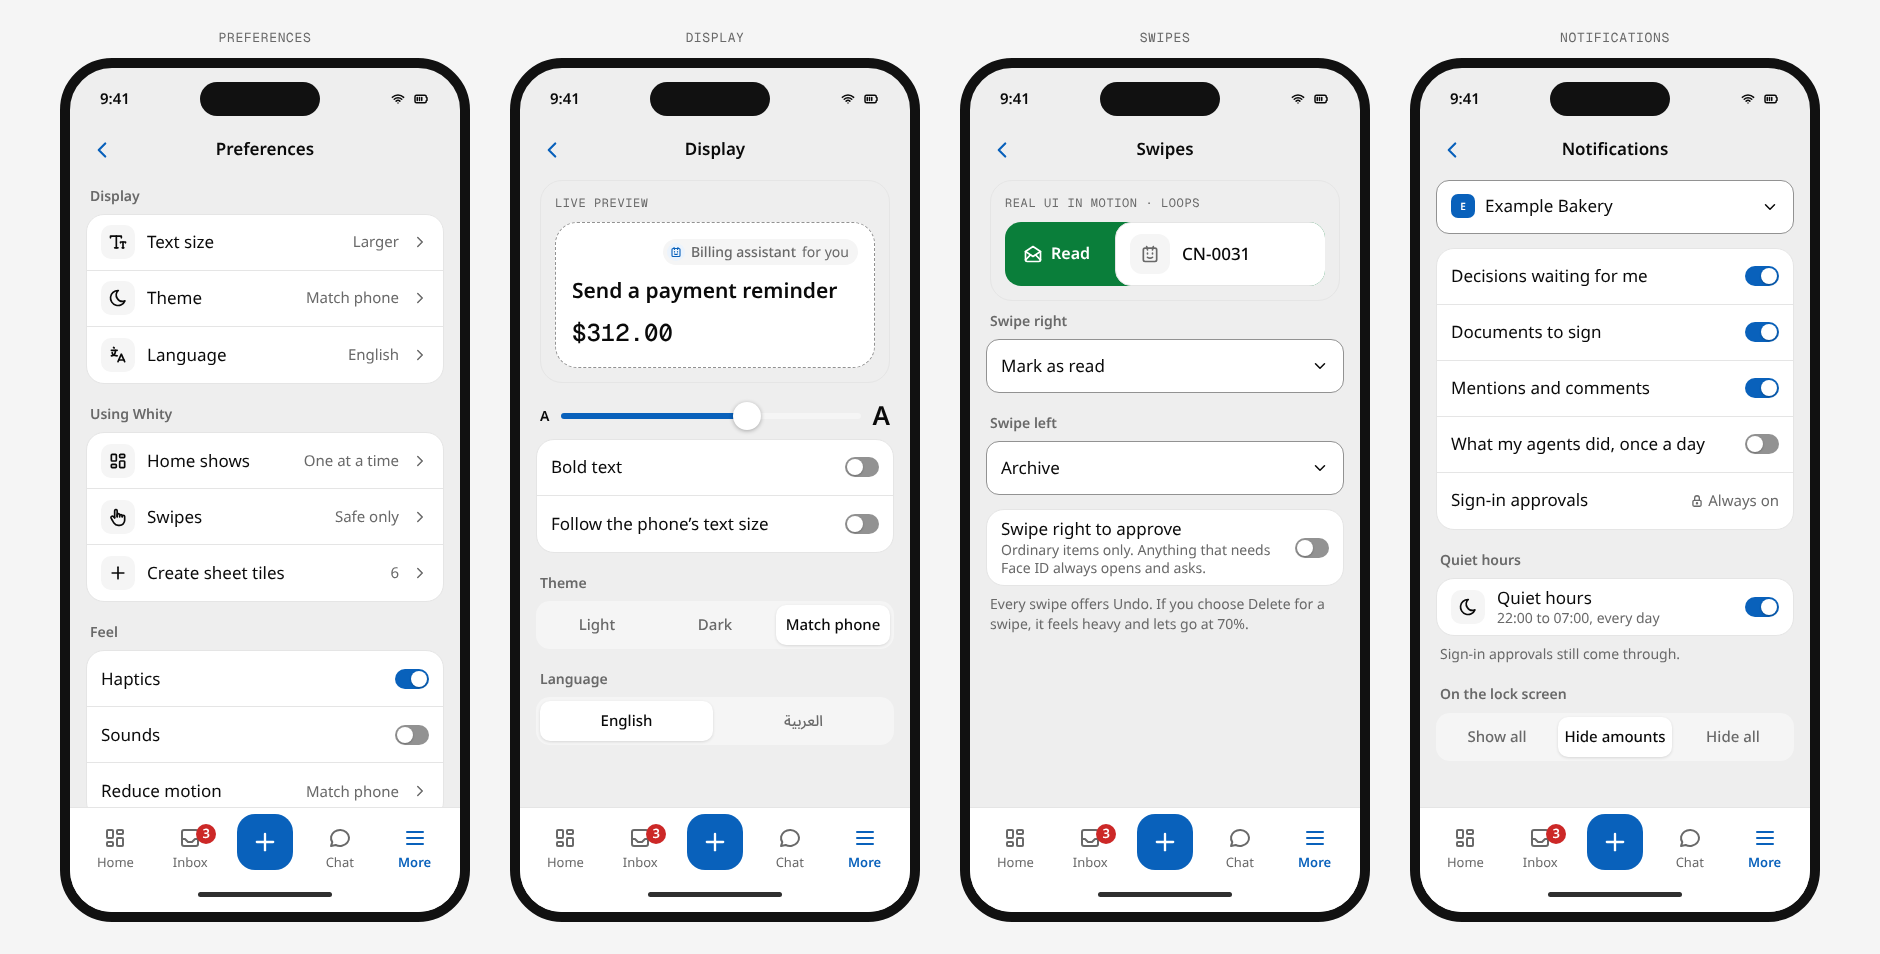 PREFERENCES
9:41
Preferences
Display
Text size Larger
Theme Match phone
Language English
Using Whity
Home shows One at a time
Swipes Safe only
Create sheet tiles 6
Feel
Haptics
Sounds
Reduce motion Match phone
Home Inbox 3 Chat More
DISPLAY
9:41
Display
LIVE PREVIEW
Billing assistant for you
Send a payment reminder
$312.00
A A
Bold text
Follow the phone’s text size
Theme
Light Dark Match phone
Language
English العربية
Home Inbox 3 Chat More
SWIPES
9:41
Swipes
REAL UI IN MOTION · LOOPS
Read CN-0031
Swipe right
Mark as read
Swipe left
Archive
Swipe right to approve
Ordinary items only. Anything that needs
Face ID always opens and asks.
Every swipe offers Undo. If you choose Delete for a
swipe, it feels heavy and lets go at 70%.
Home Inbox 3 Chat More
NOTIFICATIONS
9:41
Notifications
E Example Bakery
Decisions waiting for me
Documents to sign
Mentions and comments
What my agents did, once a day
Sign-in approvals Always on
Quiet hours
Quiet hours
22:00 to 07:00, every day
Sign-in approvals still come through.
On the lock screen
Show all Hide amounts Hide all
Home Inbox 3 Chat More